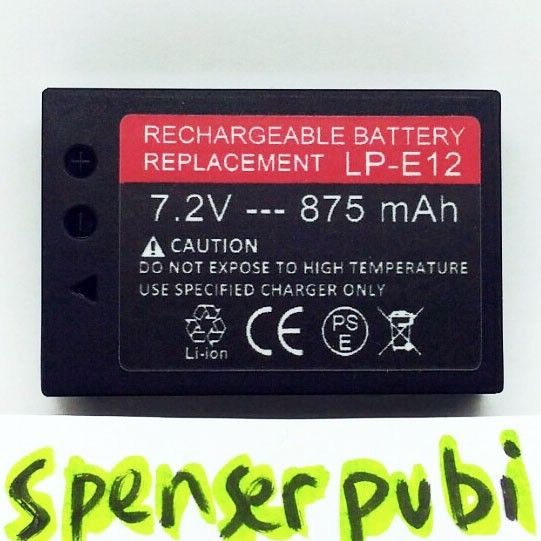 RECHARGEABLE BATTERY
REPLACEMENT LP-E12
7.2V --- 875 mAh
CAUTION
DO NOT EXPOSE TO HIGH TEMPERATURE
USE SPECIFIED CHARGER ONLY
Li-ion CE PS E
spenserpubi